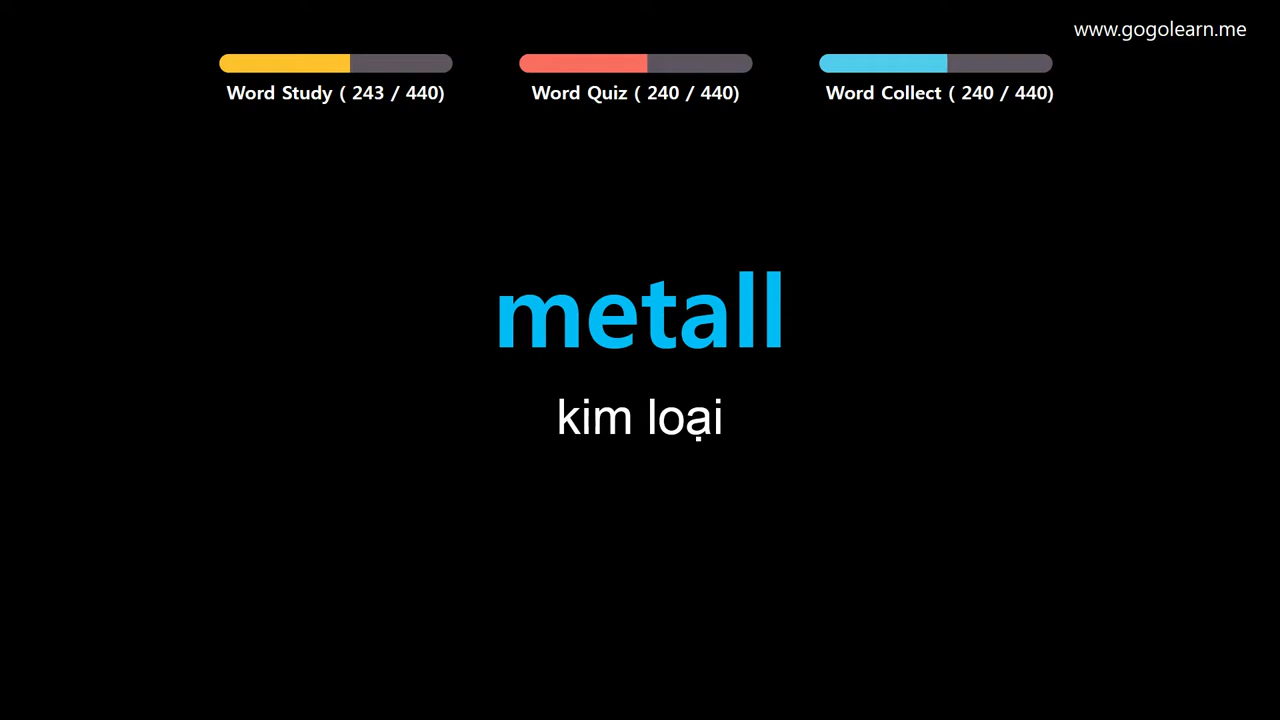 www.gogolearn.me
Word Study ( 243 / 440)
Word Quiz ( 240 / 440)
Word Collect ( 240 / 440)
metall
kim loại